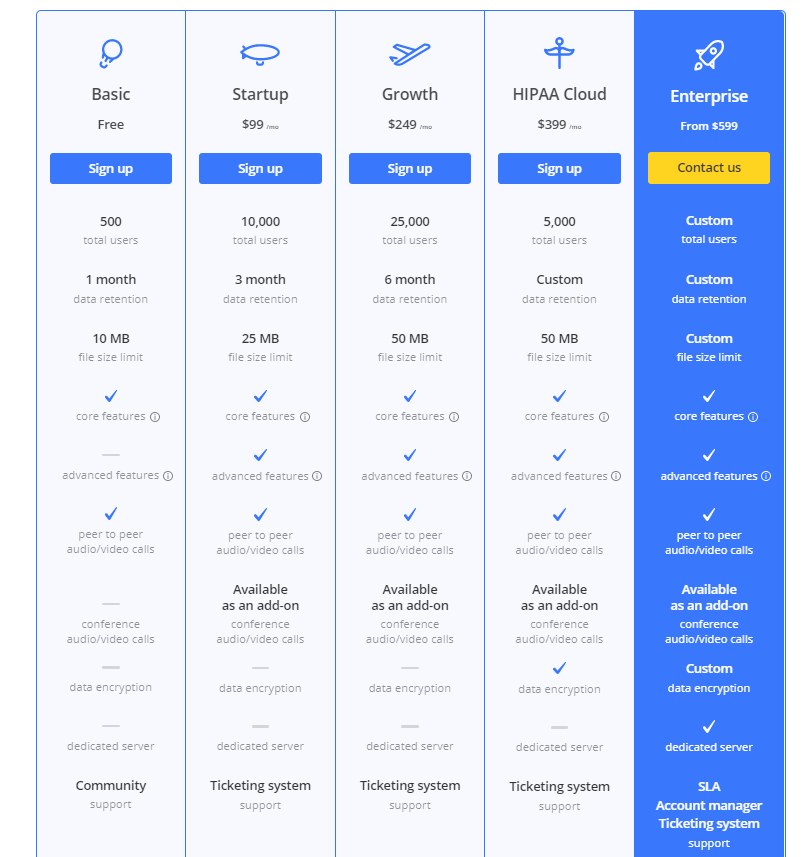 Basic
Free
Sign up
500
total users
1 month
data retention
10 MB
file size limit
core features
advanced features
peer to peer
audio/video calls
conference
audio/video calls
data encryption
dedicated server
Community
support
Startup
$99 /mo
Sign up
10,000
total users
3 month
data retention
25 MB
file size limit
core features
advanced features
peer to peer
audio/video calls
Available
as an add-on
conference
audio/video calls
data encryption
dedicated server
Ticketing system
support
Growth
$249 /mo
Sign up
25,000
total users
6 month
data retention
50 MB
file size limit
core features
advanced features
peer to peer
audio/video calls
Available
as an add-on
conference
audio/video calls
data encryption
dedicated server
Ticketing system
support
HIPAA Cloud
$399 /mo
Sign up
5,000
total users
Custom
data retention
50 MB
file size limit
core features
advanced features
peer to peer
audio/video calls
Available
as an add-on
conference
audio/video calls
data encryption
dedicated server
Ticketing system
support
Enterprise
From $599
Contact us
Custom
total users
Custom
data retention
Custom
file size limit
core features
advanced features
peer to peer
audio/video calls
Available
as an add-on
conference
audio/video calls
Custom
data encryption
dedicated server
SLA
Account manager
Ticketing system
support